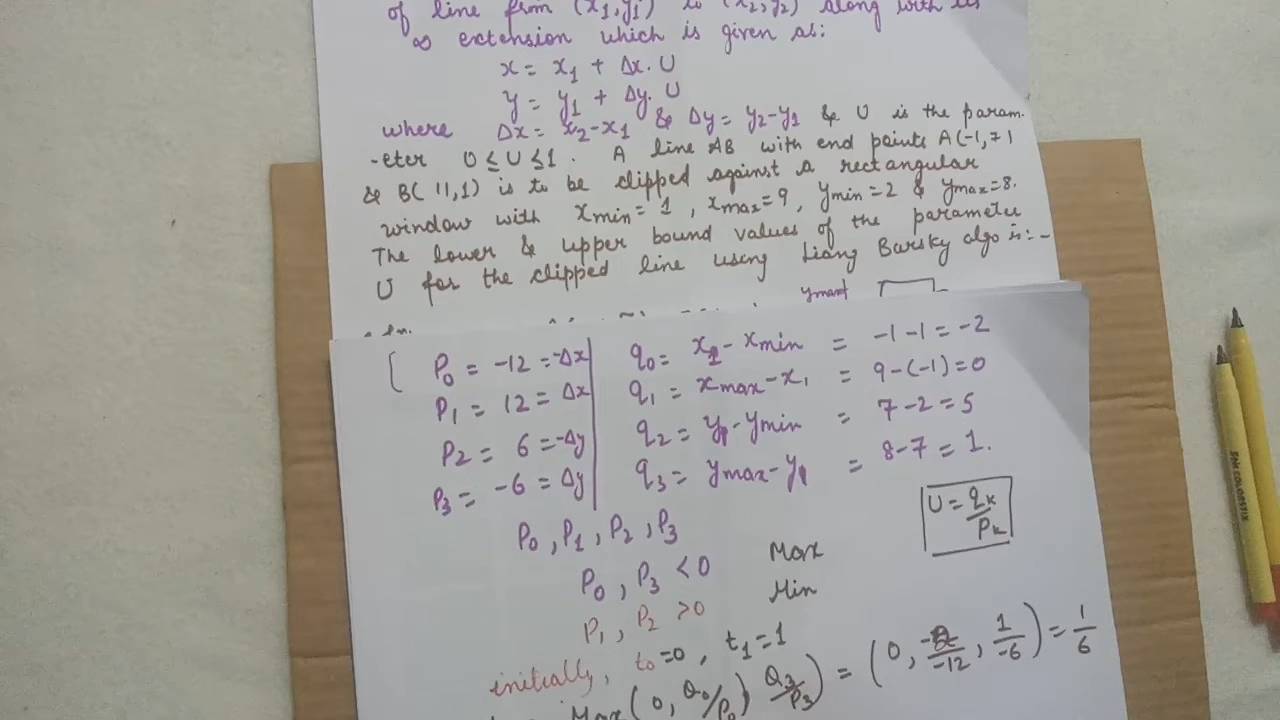 of line from (x1,y1) to (x2,y2) along with its
∞ extension which is given as:
x = x1 + Δx. U
y = y1 + Δy. U
where Δx = x2-x1 & Δy = y2-y1 & U is the param-
-eter 0 ≤ U ≤ 1 . A line AB with end points A(-1,7)
& B( 11,1) is to be clipped against a rectangular
window with xmin = 1 , xmax = 9, ymin = 2 & ymax = 8.
The lower & upper bound values of the parameter
U for the clipped line using Liang Barsky algo is:-
ymax
P0 = -12 = -Δx q0 = x1 - xmin = -1 -1 = -2
P1 = 12 = Δx q1 = xmax - x1 = 9-(-1) = 0
P2 = 6 = -Δy q2 = y1 - ymin = 7-2 = 5
P3 = -6 = Δy q3 = ymax - y1 = 8-7 = 1.
U = qk/Pk
P0 , P1 , P2 , P3
P0 , P3 < 0 Max
P1 , P2 > 0 Min
initially, t0 = 0 , t1 = 1
Max (0, Q0/P0, Q3/P3) = (0, -2/-12, 1/-6) = 1/6
SPIN COLORSTIX